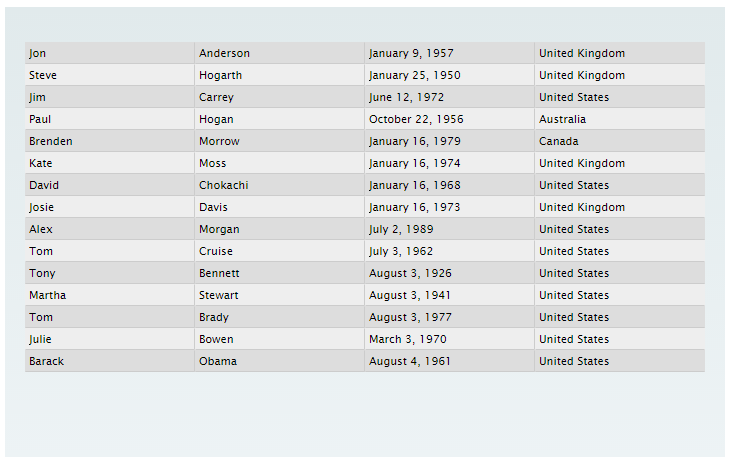 Jon Anderson January 9, 1957 United Kingdom
Steve Hogarth January 25, 1950 United Kingdom
Jim Carrey June 12, 1972 United States
Paul Hogan October 22, 1956 Australia
Brenden Morrow January 16, 1979 Canada
Kate Moss January 16, 1974 United Kingdom
David Chokachi January 16, 1968 United States
Josie Davis January 16, 1973 United Kingdom
Alex Morgan July 2, 1989 United States
Tom Cruise July 3, 1962 United States
Tony Bennett August 3, 1926 United States
Martha Stewart August 3, 1941 United States
Tom Brady August 3, 1977 United States
Julie Bowen March 3, 1970 United States
Barack Obama August 4, 1961 United States